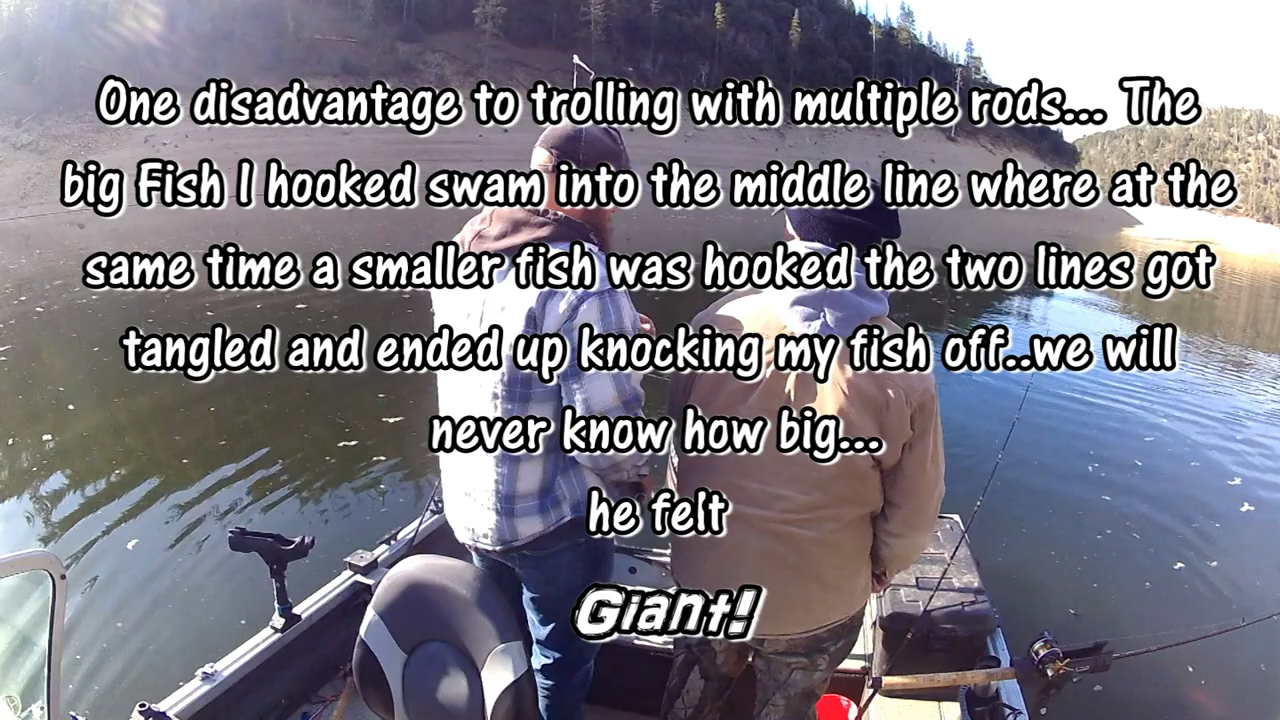 One disadvantage to trolling with multiple rods... The
big Fish I hooked swam into the middle line where at the
same time a smaller fish was hooked the two lines got
tangled and ended up knocking my fish off..we will
never know how big...
he felt
Giant!